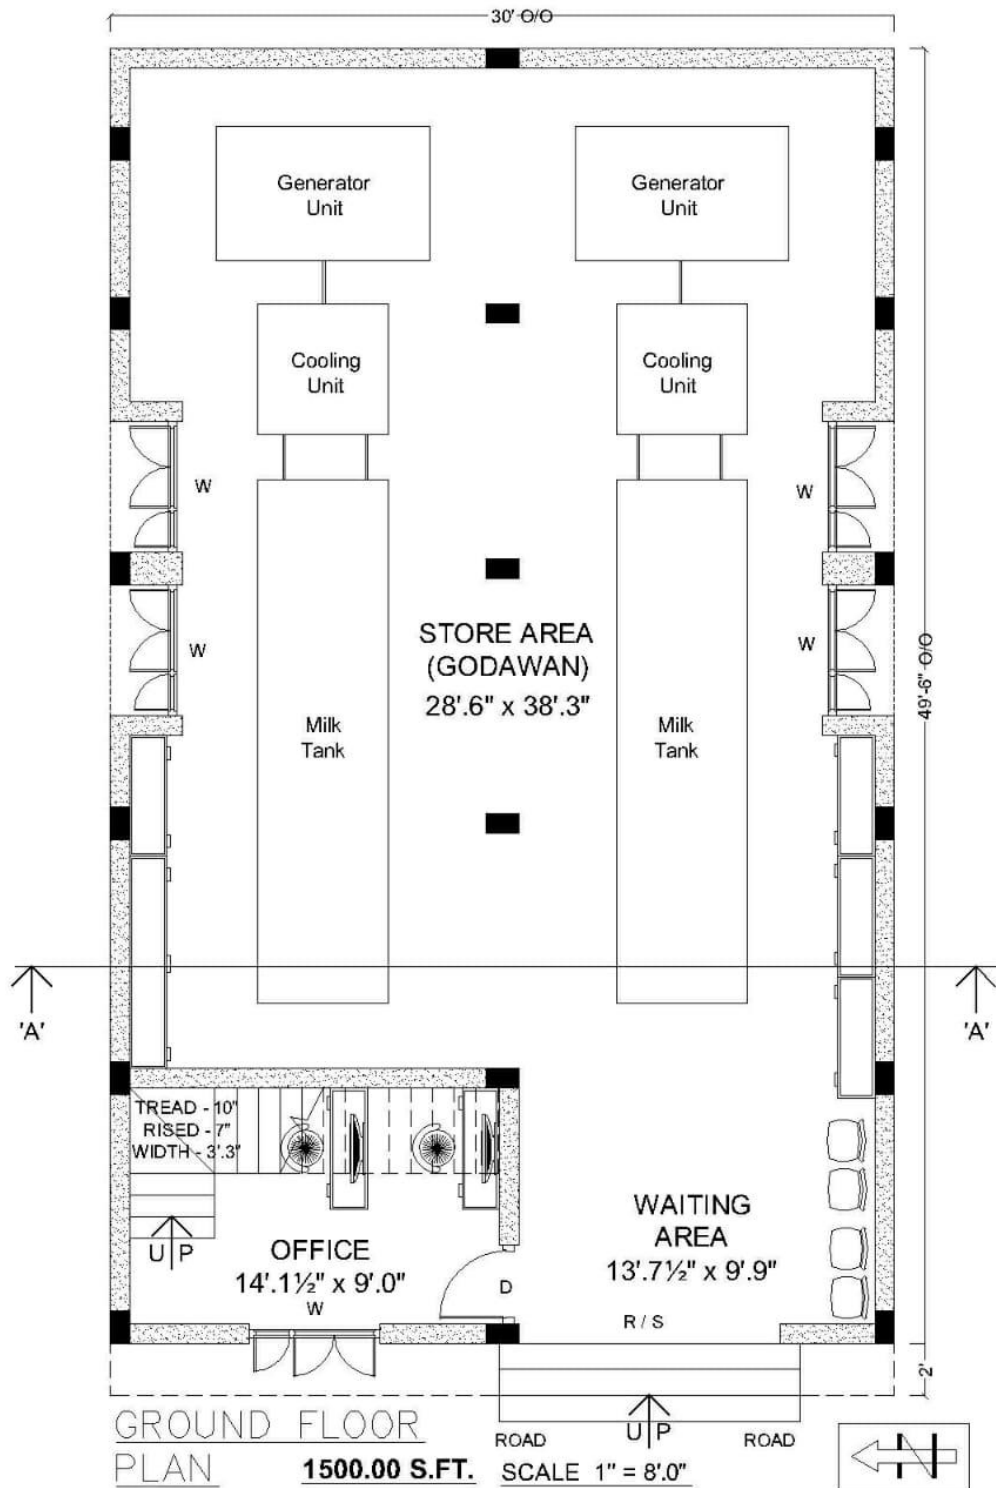 30' O/O
Generator
Unit
Generator
Unit
Cooling
Unit
Cooling
Unit
W
W
STORE AREA
(GODAWAN)
28'.6" x 38'.3"
W
W
49'-6" O/O
Milk
Tank
Milk
Tank
'A'
'A'
TREAD - 10"
RISED - 7"
WIDTH - 3'.3"
UP
OFFICE
14'.1½" x 9'.0"
W
D
WAITING
AREA
13'.7½" x 9'.9"
R / S
2'
GROUND FLOOR
PLAN
1500.00 S.FT.
ROAD
UP
ROAD
SCALE 1" = 8'.0"
N